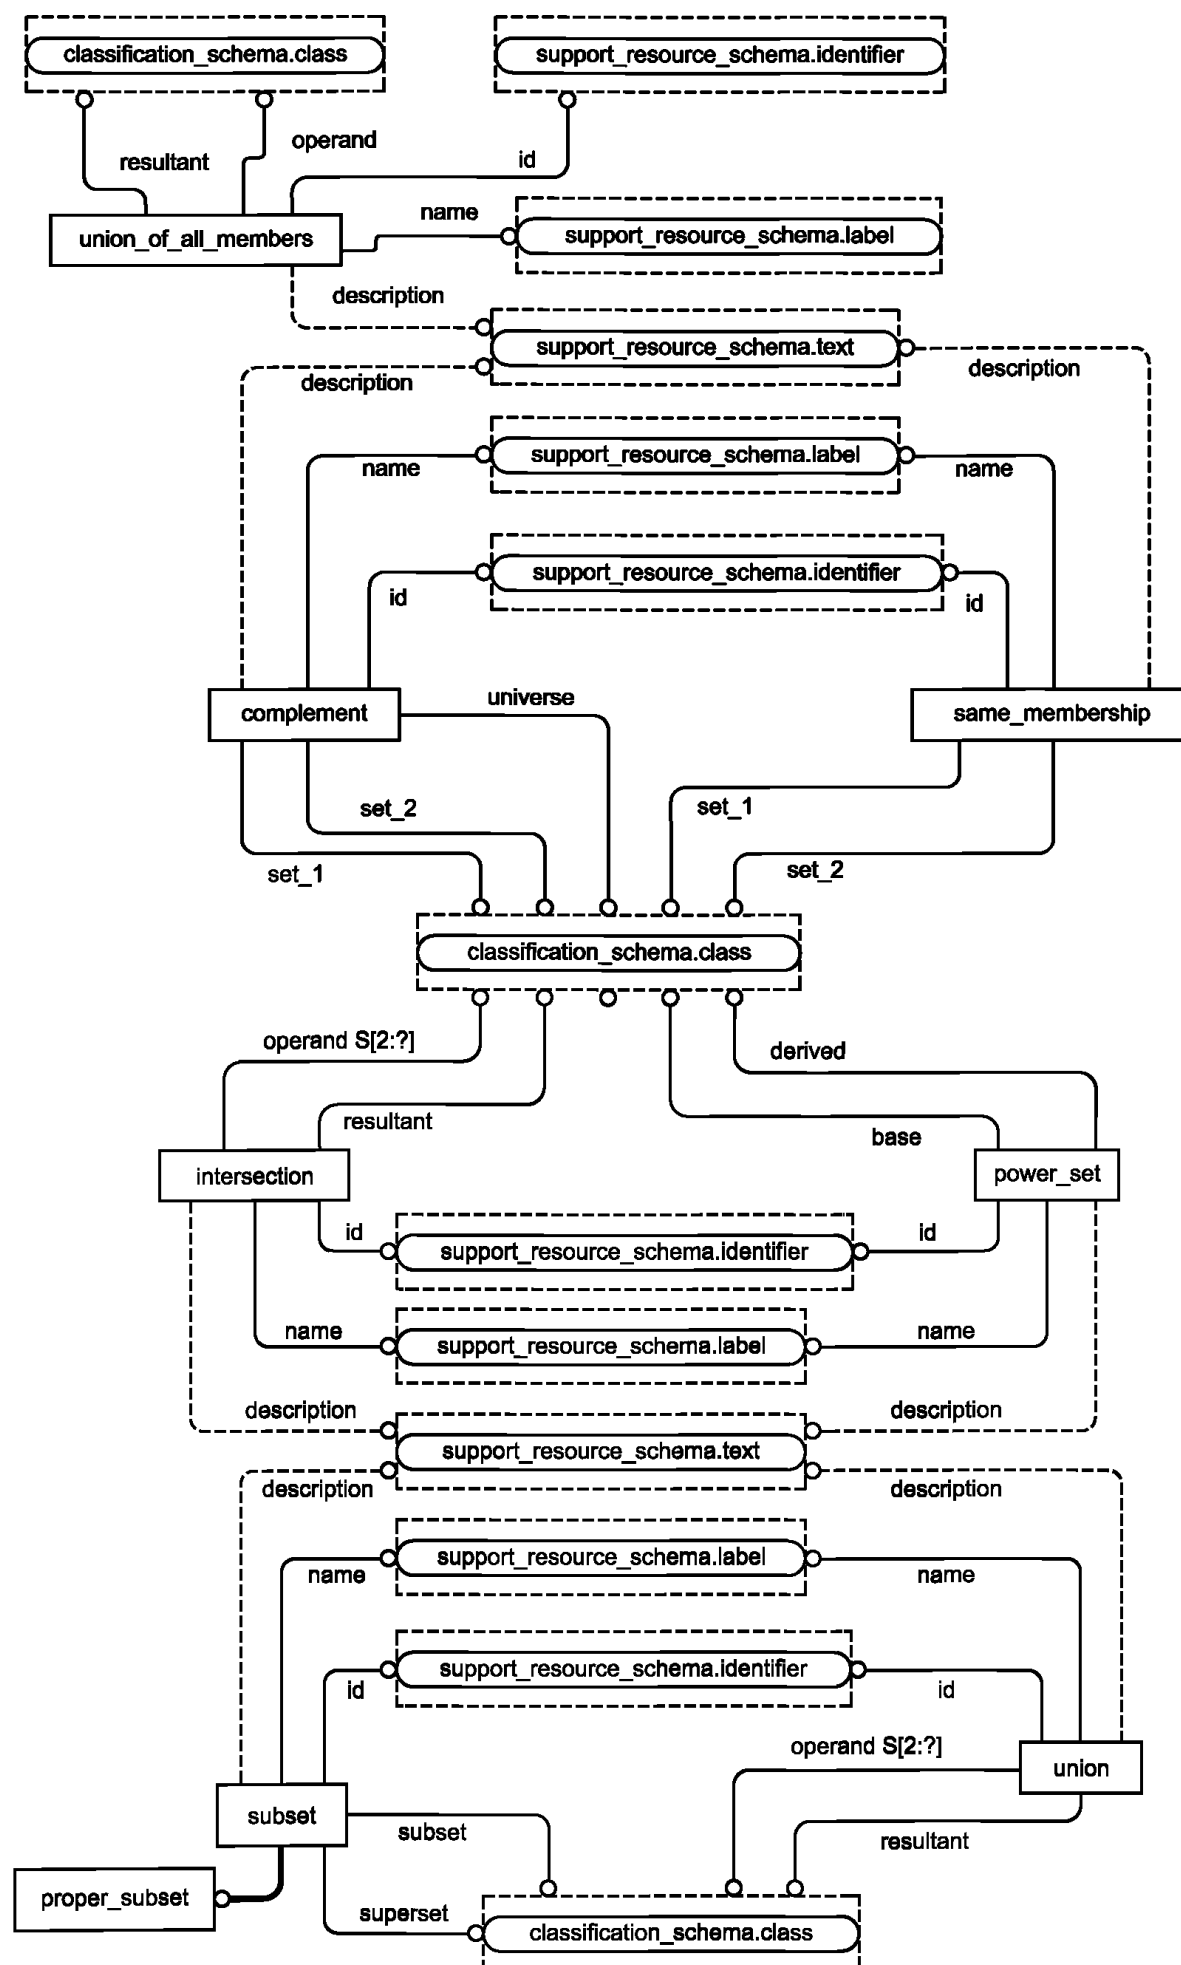 classification_schema.class
support_resource_schema.identifier
resultant
operand
id
union_of_all_members
name
support_resource_schema.label
description
support_resource_schema.text
description
description
name
support_resource_schema.label
name
id
support_resource_schema.identifier
id
complement
universe
same_membership
set_2
set_1
set_1
set_2
classification_schema.class
operand S[2:?]
derived
resultant
base
intersection
power_set
id
support_resource_schema.identifier
id
name
support_resource_schema.label
name
description
description
support_resource_schema.text
description
description
name
support_resource_schema.label
name
id
support_resource_schema.identifier
id
operand S[2:?]
union
subset
subset
resultant
proper_subset
superset
classification_schema.class